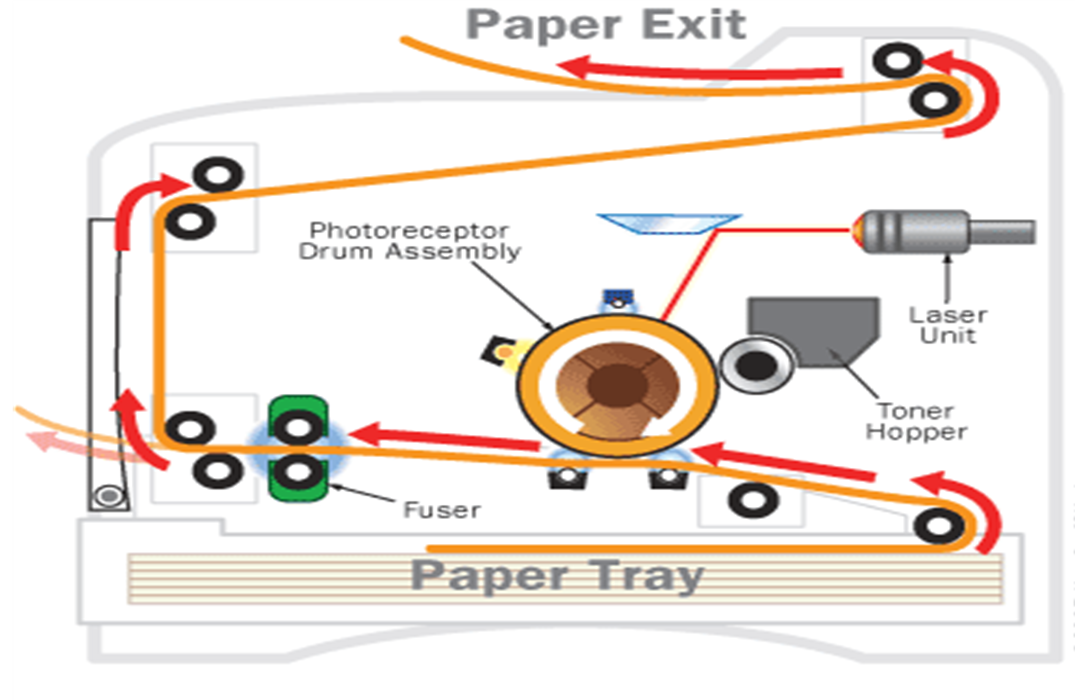 Paper Exit
Photoreceptor
Drum Assembly
Laser
Unit
Toner
Hopper
Fuser
Paper Tray